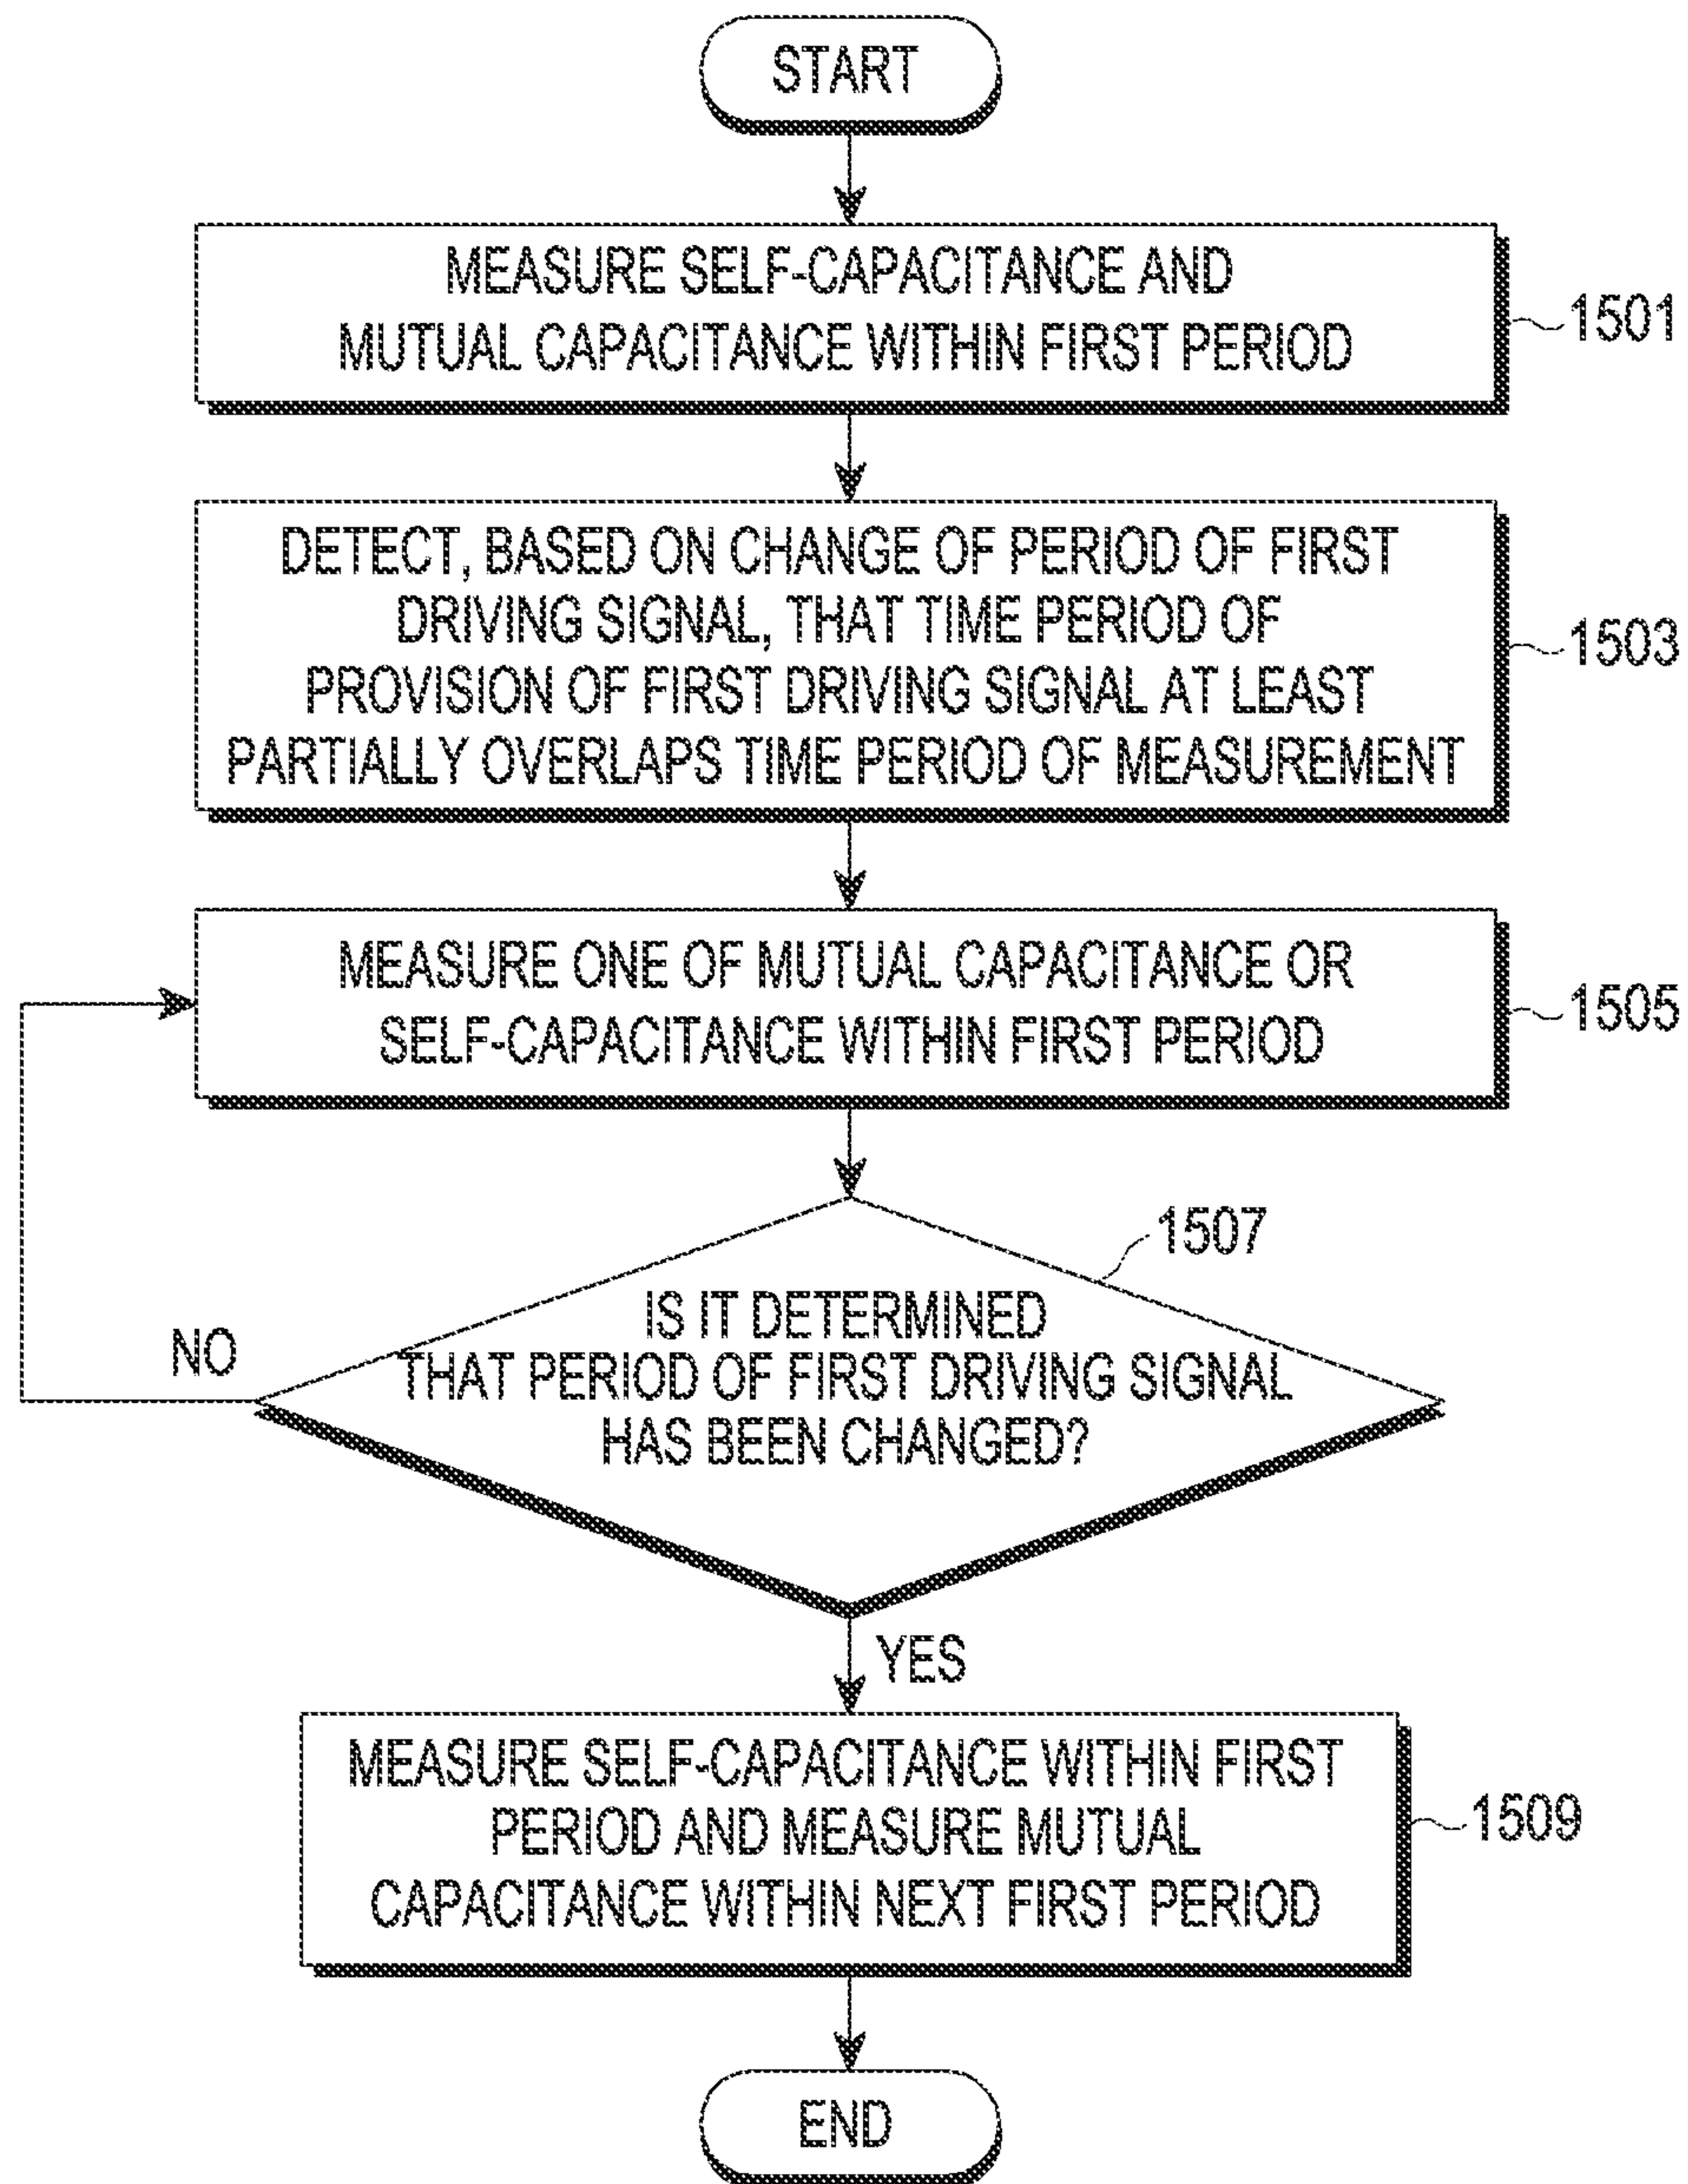 START
MEASURE SELF-CAPACITANCE AND
MUTUAL CAPACITANCE WITHIN FIRST PERIOD
1501
DETECT, BASED ON CHANGE OF PERIOD OF FIRST
DRIVING SIGNAL, THAT TIME PERIOD OF
PROVISION OF FIRST DRIVING SIGNAL AT LEAST
PARTIALLY OVERLAPS TIME PERIOD OF MEASUREMENT
1503
MEASURE ONE OF MUTUAL CAPACITANCE OR
SELF-CAPACITANCE WITHIN FIRST PERIOD
1505
1507
IS IT DETERMINED
THAT PERIOD OF FIRST DRIVING SIGNAL
HAS BEEN CHANGED?
NO
YES
MEASURE SELF-CAPACITANCE WITHIN FIRST
PERIOD AND MEASURE MUTUAL
CAPACITANCE WITHIN NEXT FIRST PERIOD
1509
END